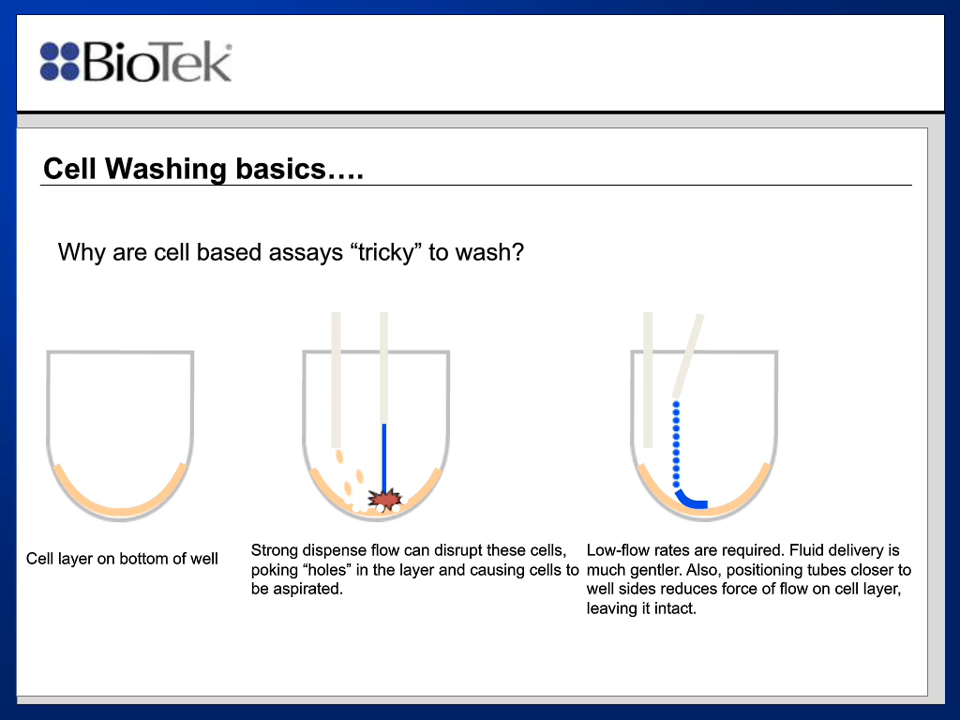 BioTek®
Cell Washing basics….
Why are cell based assays “tricky” to wash?
Cell layer on bottom of well
Strong dispense flow can disrupt these cells,
poking “holes” in the layer and causing cells to
be aspirated.
Low-flow rates are required. Fluid delivery is
much gentler. Also, positioning tubes closer to
well sides reduces force of flow on cell layer,
leaving it intact.